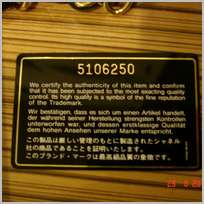 5106250
We certify the authenticity of this item and confirm
that it has been subjected to the most exacting quality
control. Its high quality is a symbol of the fine reputation
of the Trademark.
Wir bestätigen, dass es sich um einen Artikel handelt,
der während seiner Herstellung strengsten Kontrollen
unterworfen war, und dessen erstklassige Qualität
dem hohen Ansehen unserer Marke entspricht.
この製品は厳しい管理のもとに製造されたシャネル
社の純正であることを証明いたします。
このブランド・マークは最高級品質の象徴です。